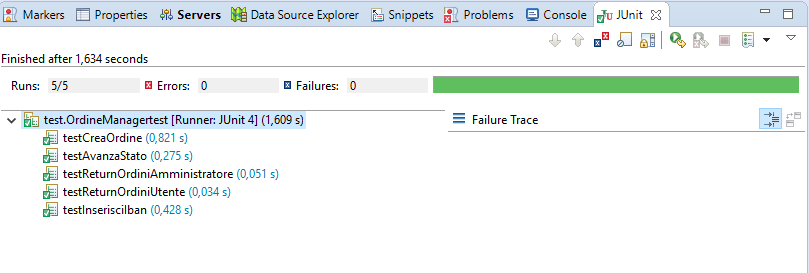 Markers Properties Servers Data Source Explorer Snippets Problems Console JUnit
Finished after 1,634 seconds
Runs: 5/5 Errors: 0 Failures: 0
test.OrdineManagertest [Runner: JUnit 4] (1,609 s) Failure Trace
testCreaOrdine (0,821 s)
testAvanzaStato (0,275 s)
testReturnOrdiniAmministratore (0,051 s)
testReturnOrdiniUtente (0,034 s)
testInserisciIban (0,428 s)